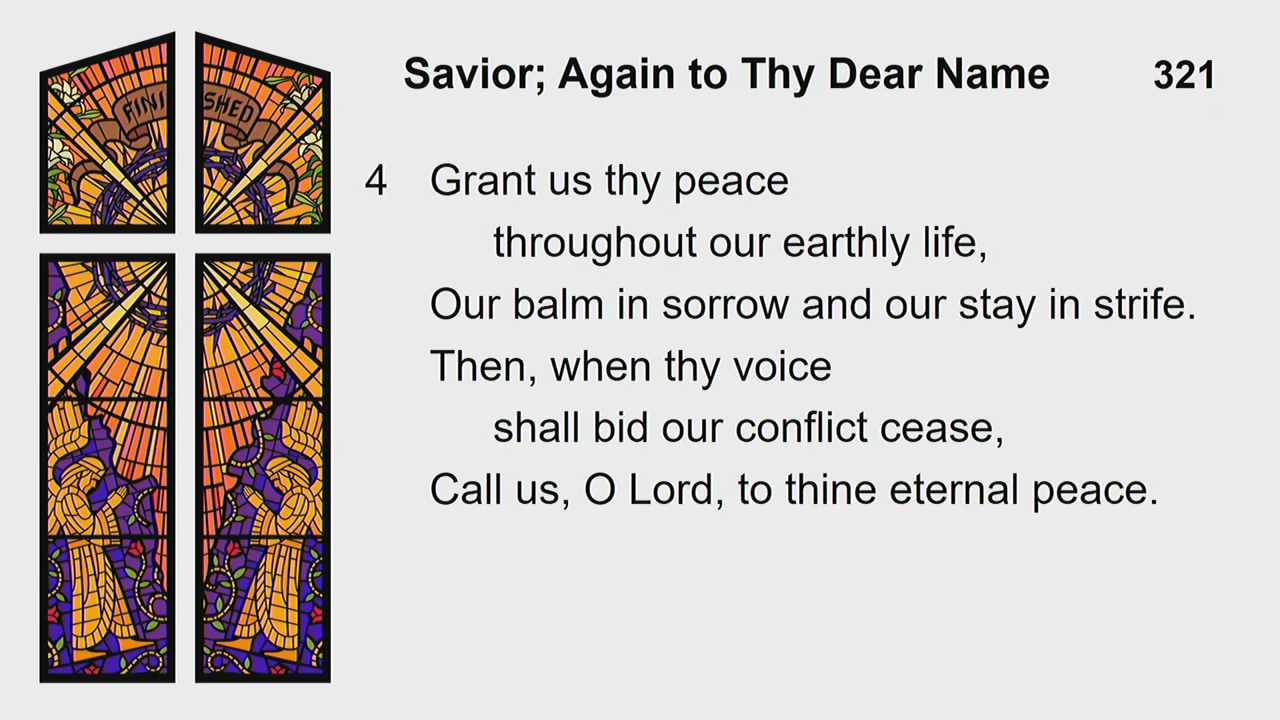 FINI SHED
Savior; Again to Thy Dear Name 321
4 Grant us thy peace
throughout our earthly life,
Our balm in sorrow and our stay in strife.
Then, when thy voice
shall bid our conflict cease,
Call us, O Lord, to thine eternal peace.